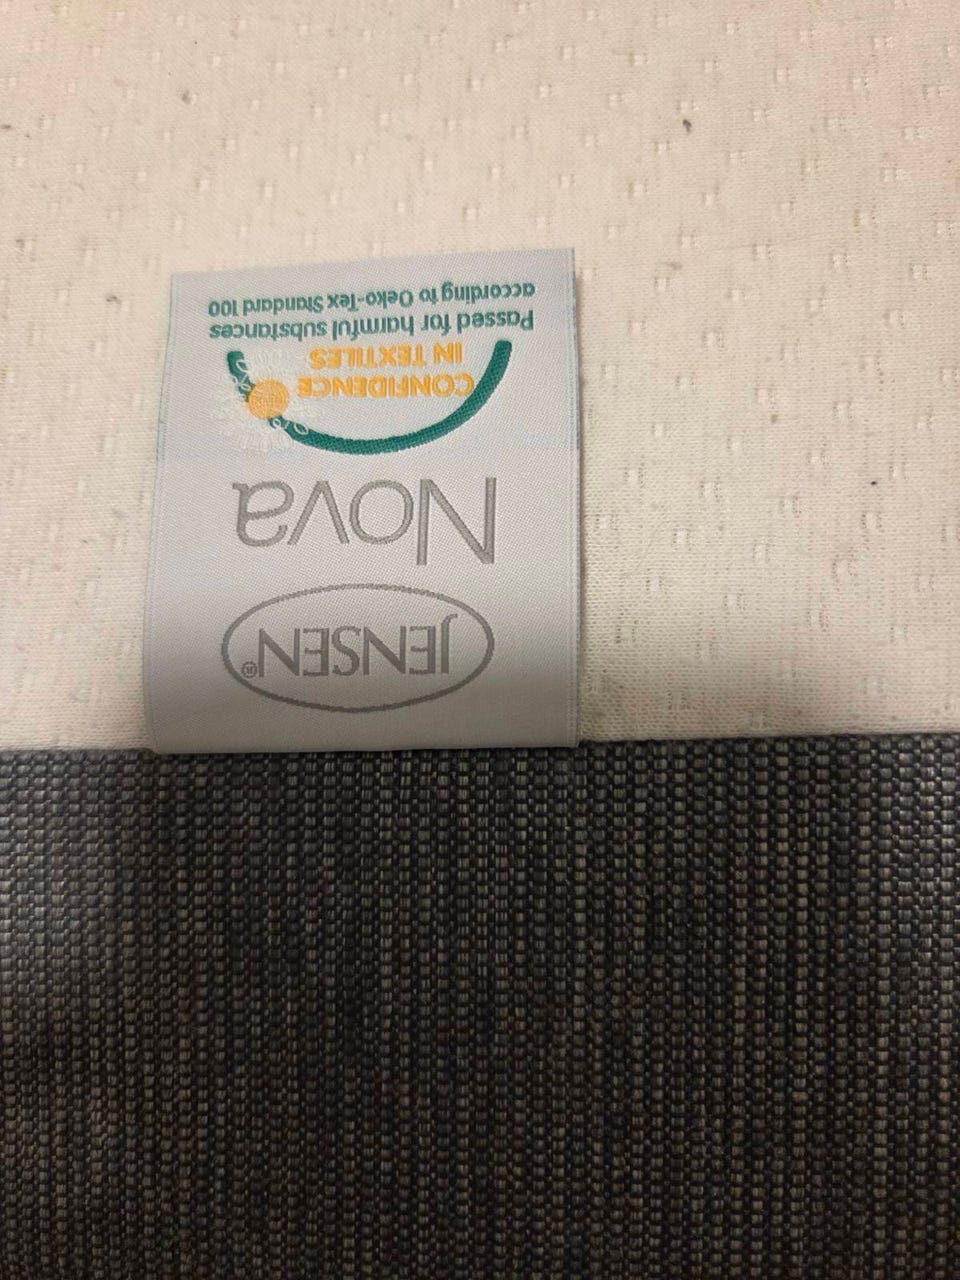 JENSEN®
Nova
CONFIDENCE
IN TEXTILES
Passed for harmful substances
according to Oeko-Tex Standard 100